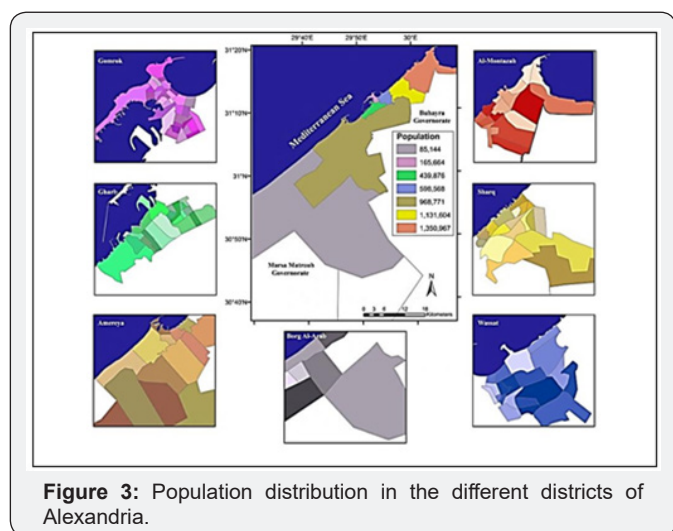 29°40'E 29°50'E 30°E
Gomrok
31°20'N
Al-Montazah
Mediterranean Sea
31°10'N
Buhayra
Governorate
Population
85,144
165,664
439,876
598,568
968,771
1,131,604
1,350,967
31°N
Gharb
Sharq
30°50'N
Marsa Matrouh
Governorate
N
30°40'N
Kilometers
Amereya
Borg Al-Arab
Wassat
Figure 3: Population distribution in the different districts of
Alexandria.